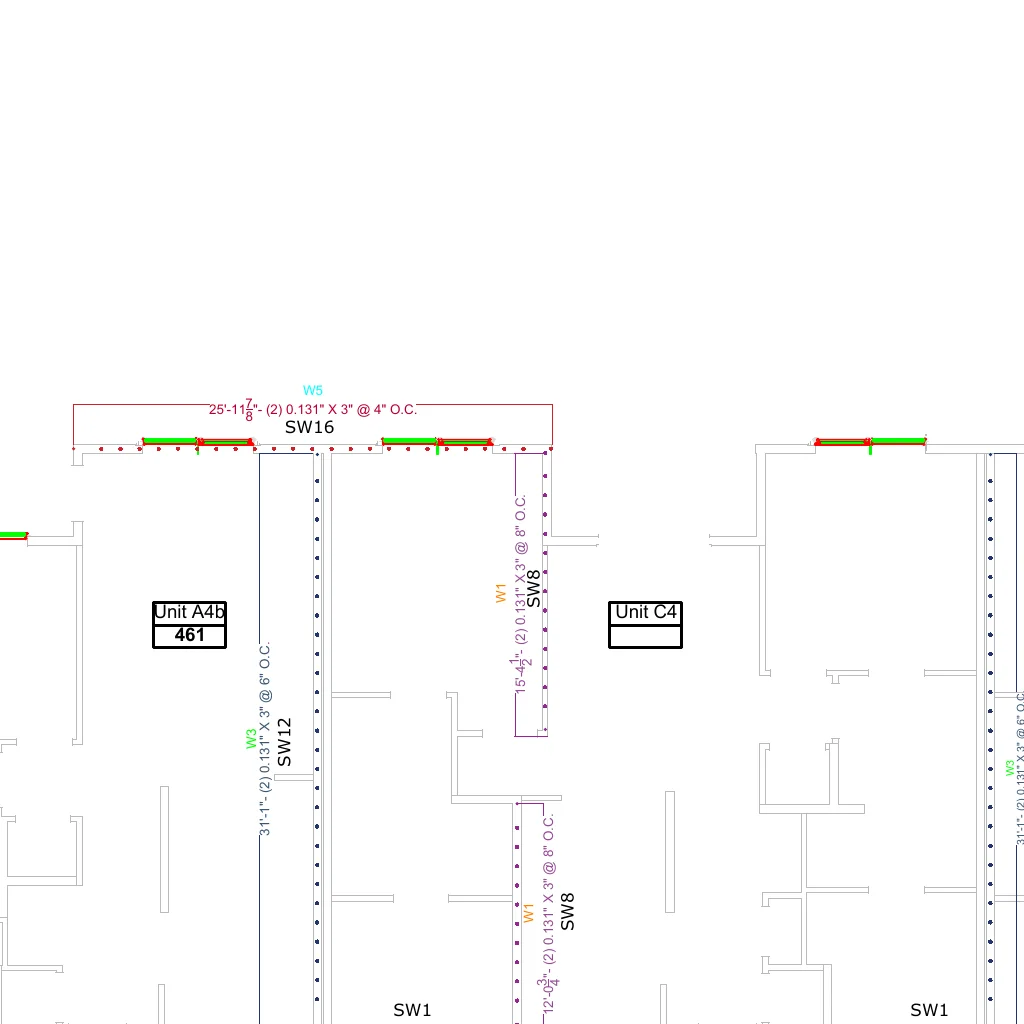 W5
25'-11 7/8"- (2) 0.131" X 3" @ 4" O.C.
SW16
W1
15'-4 1/2"- (2) 0.131" X 3" @ 8" O.C.
SW8
Unit A4b
461
Unit C4
W3
31'-1"- (2) 0.131" X 3" @ 6" O.C.
SW12
W3
31'-1"- (2) 0.131" X 3" @ 6" O.C.
W1
12'-0 3/4"- (2) 0.131" X 3" @ 8" O.C.
SW8
SW1
SW1